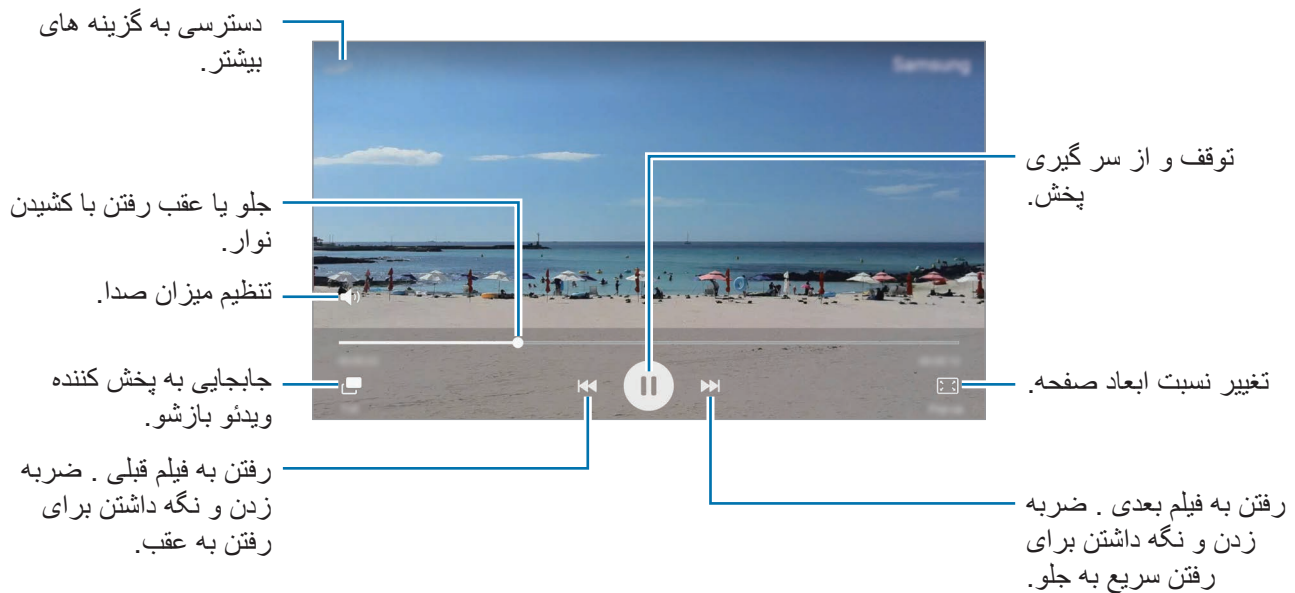 دسترسی به گزینه های
بیشتر.
Samsung
توقف و از سر گیری
پخش.
جلو یا عقب رفتن با کشیدن
نوار.
تنظیم میزان صدا.
جابجایی به پخش کننده
ویدئو بازشو.
تغییر نسبت ابعاد صفحه.
رفتن به فیلم قبلی . ضربه
زدن و نگه داشتن برای
رفتن به عقب.
رفتن به فیلم بعدی . ضربه
زدن و نگه داشتن برای
رفتن سریع به جلو.